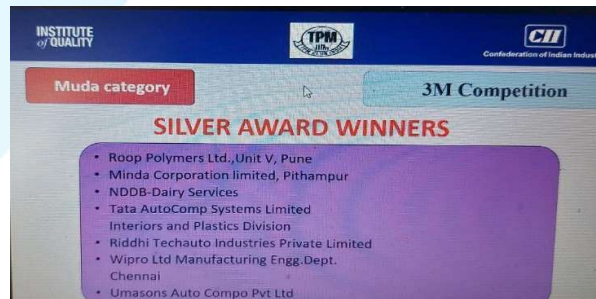 INSTITUTE
of QUALITY
TPM
CII
Confederation of Indian Indus
Muda category
3M Competition
SILVER AWARD WINNERS
• Roop Polymers Ltd.,Unit V, Pune
• Minda Corporation limited, Pithampur
• NDDB-Dairy Services
• Tata AutoComp Systems Limited
Interiors and Plastics Division
• Riddhi Techauto Industries Private Limited
• Wipro Ltd Manufacturing Engg.Dept.
Chennai
• Umasons Auto Compo Pvt Ltd